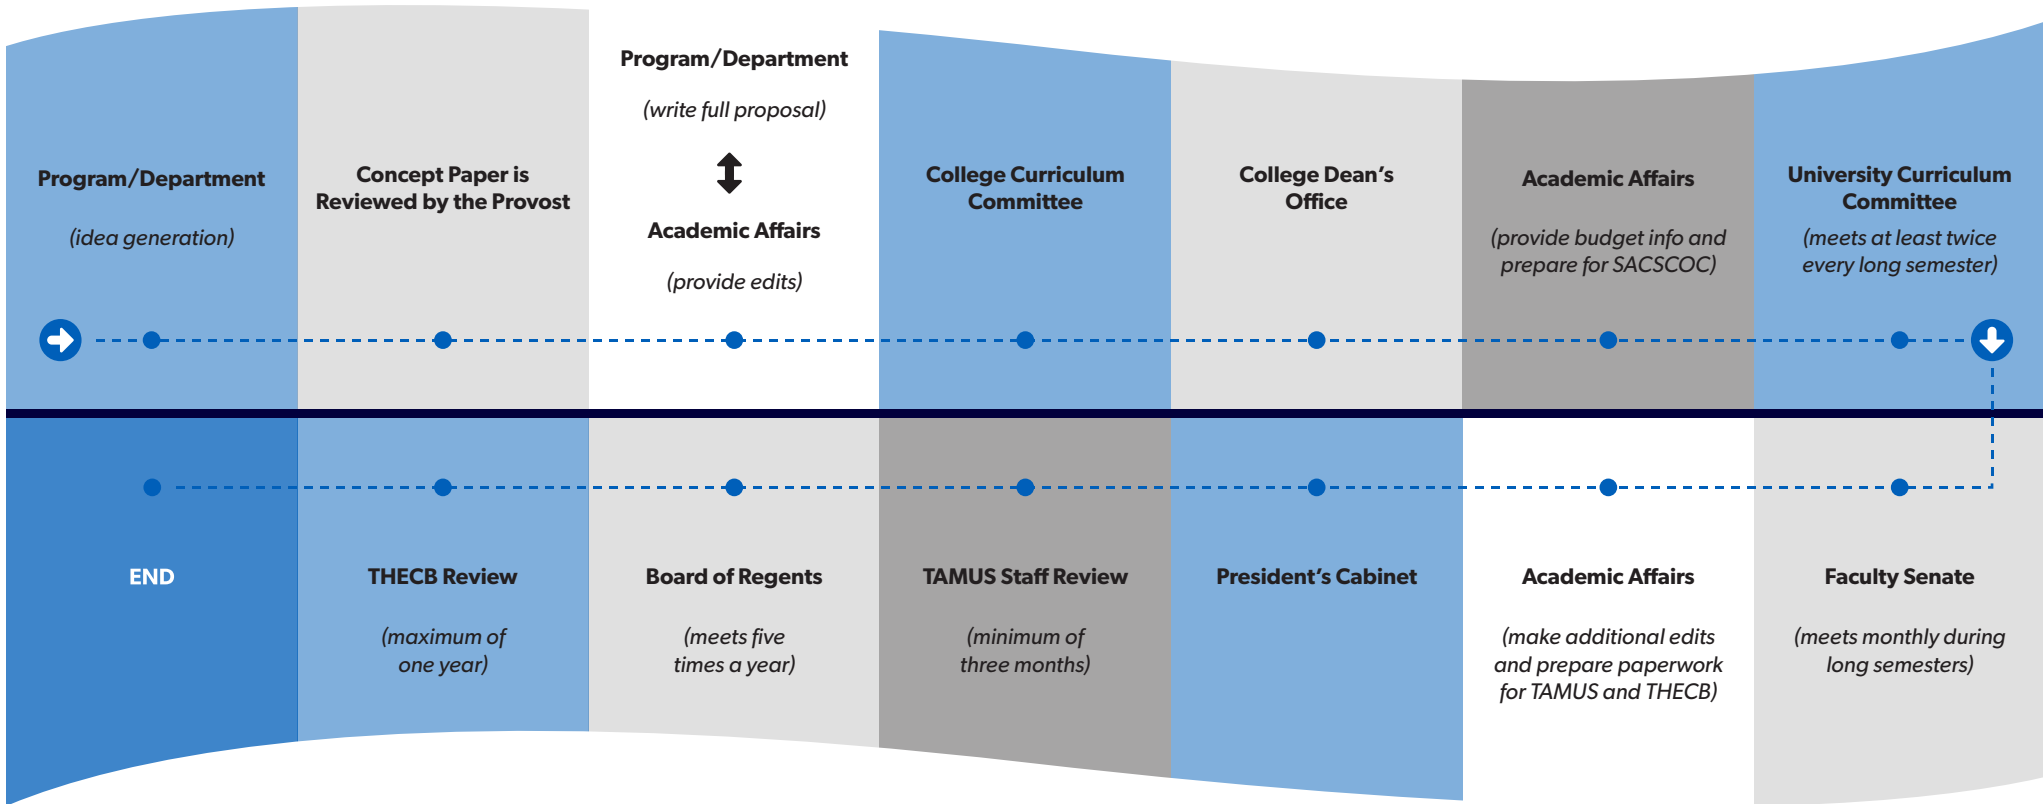 Program/Department
(idea generation)
Concept Paper is
Reviewed by the Provost
Program/Department
(write full proposal)
Academic Affairs
(provide edits)
College Curriculum
Committee
College Dean’s
Office
Academic Affairs
(provide budget info and
prepare for SACSCOC)
University Curriculum
Committee
(meets at least twice
every long semester)
Faculty Senate
(meets monthly during
long semesters)
Academic Affairs
(make additional edits
and prepare paperwork
for TAMUS and THECB)
President’s Cabinet
TAMUS Staff Review
(minimum of
three months)
Board of Regents
(meets five
times a year)
THECB Review
(maximum of
one year)
END